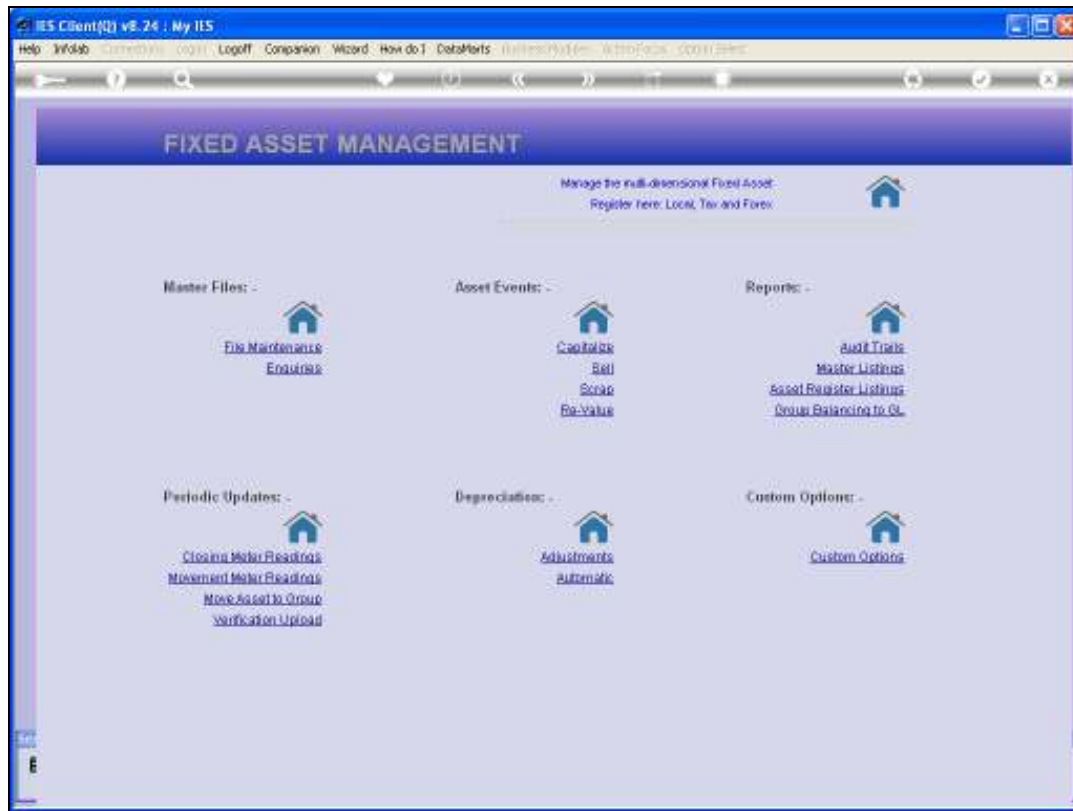 IES Client(Q) v8.24 : My IES
Help Infolab Connections Login Logoff Companion Wizard How do I DataMarts
FIXED ASSET MANAGEMENT
Manage the multi-dimensional Fixed Asset
Register here: Local, Tax and Forex
Master Files: -
File Maintenance
Enquiries
Asset Events: -
Capitalize
Sell
Scrap
Re-Value
Reports: -
Audit Trails
Master Listings
Asset Register Listings
Group Balancing to GL
Periodic Updates: -
Closing Meter Readings
Movement Meter Readings
Move Asset to Group
Verification Upload
Depreciation: -
Adjustments
Automatic
Custom Options: -
Custom Options